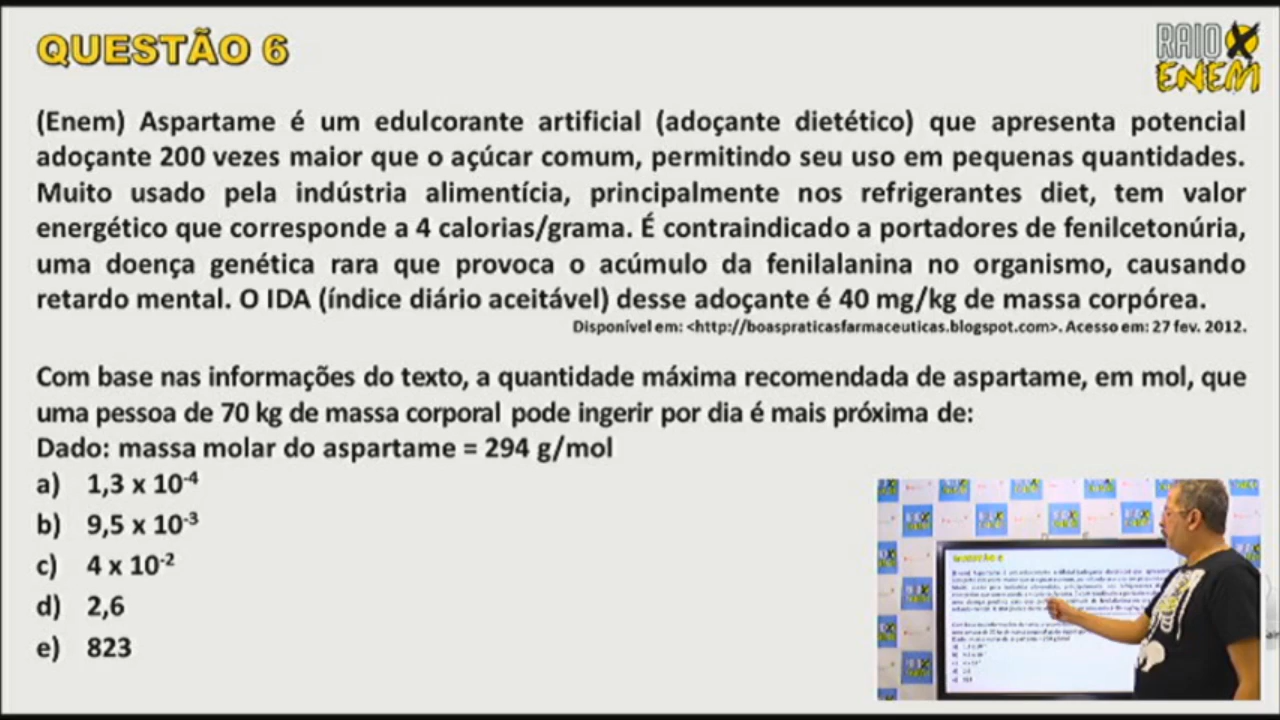 QUESTÃO 6
RAIO X
ENEM
(Enem) Aspartame é um edulcorante artificial (adoçante dietético) que apresenta potencial
adoçante 200 vezes maior que o açúcar comum, permitindo seu uso em pequenas quantidades.
Muito usado pela indústria alimentícia, principalmente nos refrigerantes diet, tem valor
energético que corresponde a 4 calorias/grama. É contraindicado a portadores de fenilcetonúria,
uma doença genética rara que provoca o acúmulo da fenilalanina no organismo, causando
retardo mental. O IDA (índice diário aceitável) desse adoçante é 40 mg/kg de massa corpórea.
Disponível em: <http://boaspraticasfarmaceuticas.blogspot.com>. Acesso em: 27 fev. 2012.
Com base nas informações do texto, a quantidade máxima recomendada de aspartame, em mol, que
uma pessoa de 70 kg de massa corporal pode ingerir por dia é mais próxima de:
Dado: massa molar do aspartame = 294 g/mol
a) 1,3 x 10⁻⁴
b) 9,5 x 10⁻³
c) 4 x 10⁻²
d) 2,6
e) 823